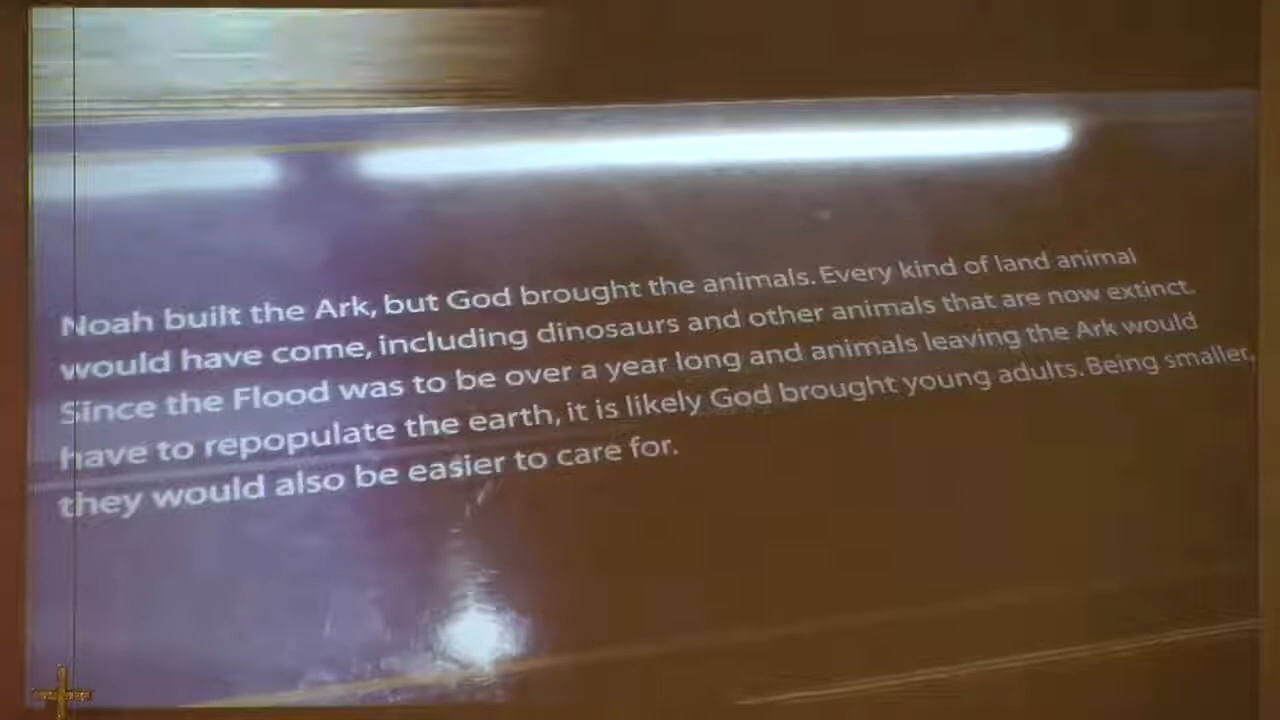 Noah built the Ark, but God brought the animals. Every kind of land animal
would have come, including dinosaurs and other animals that are now extinct.
Since the Flood was to be over a year long and animals leaving the Ark would
have to repopulate the earth, it is likely God brought young adults. Being smaller,
they would also be easier to care for.